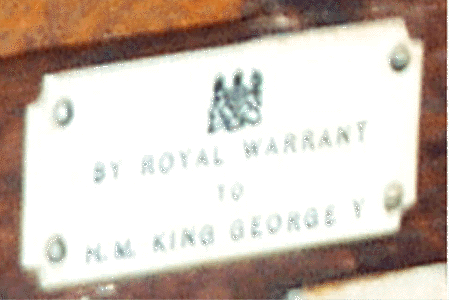 BY ROYAL WARRANT
TO
H.M. KING GEORGE V